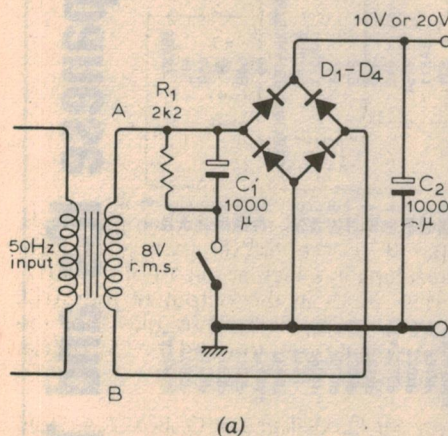 10V or 20V
A
R1
2k2
D1-D4
C1'
1000
μ
C2
1000
μ
50Hz
input
8V
r.m.s.
B
(a)